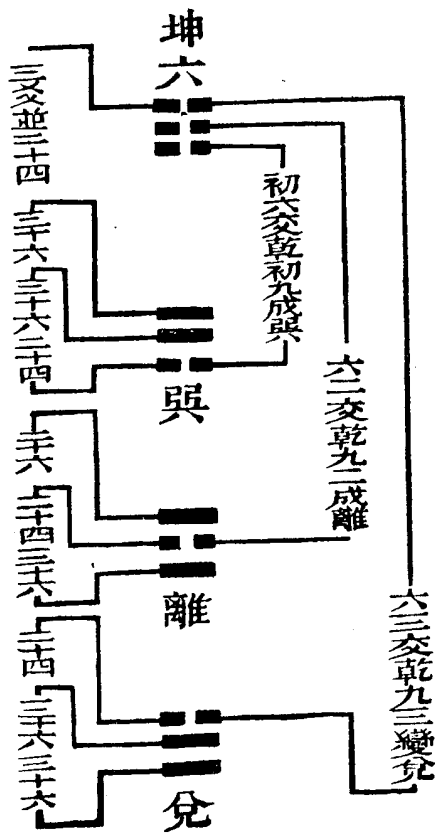 坤六
三爻並二十四
初六交乾初九成巽
六二交乾九二成離
六三交乾九三變兌
三十六
三十六
二十四
巽
三十六
二十四
三十六
離
二十四
三十六
三十六
兌